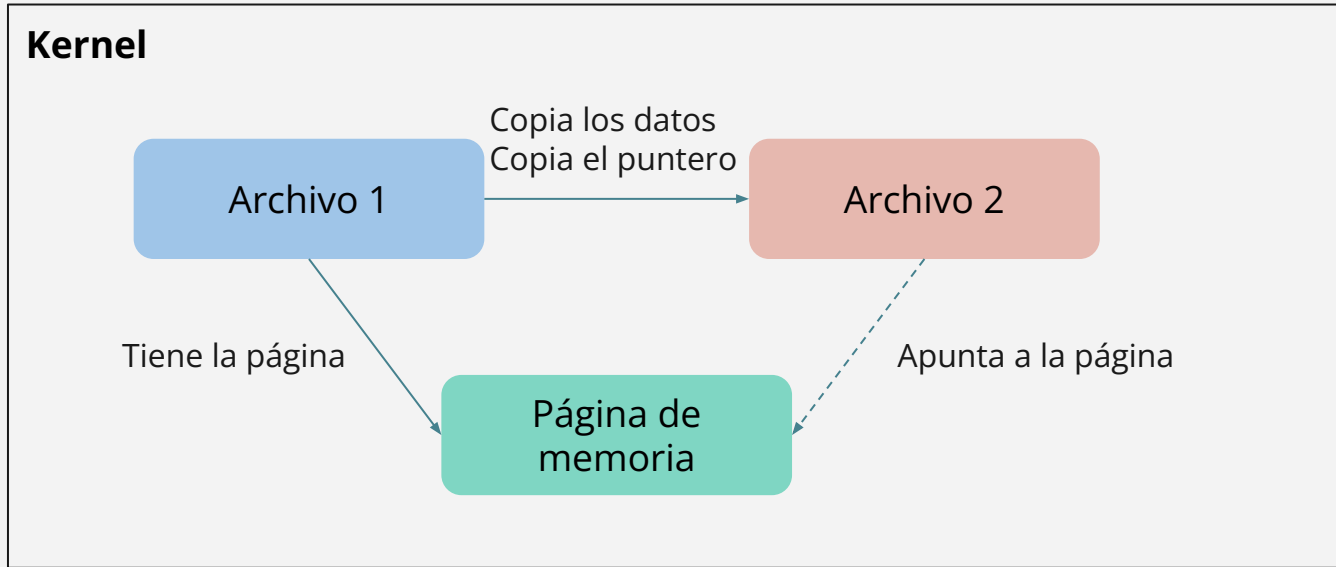 Kernel
Copia los datos
Copia el puntero
Archivo 1
Archivo 2
Tiene la página
Apunta a la página
Página de
memoria